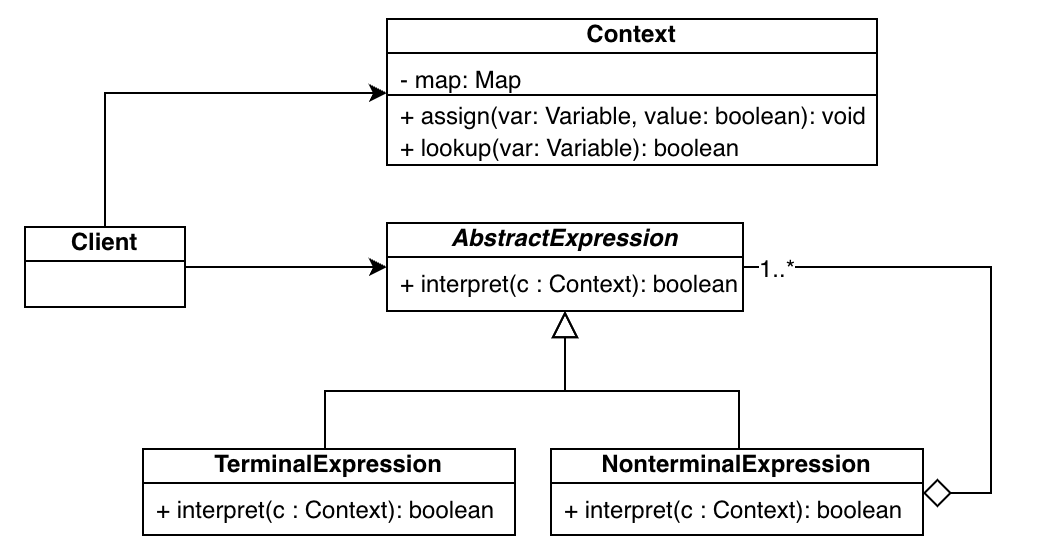 Context
- map: Map
+ assign(var: Variable, value: boolean): void
+ lookup(var: Variable): boolean
Client
AbstractExpression
+ interpret(c : Context): boolean
1..*
TerminalExpression
+ interpret(c : Context): boolean
NonterminalExpression
+ interpret(c : Context): boolean